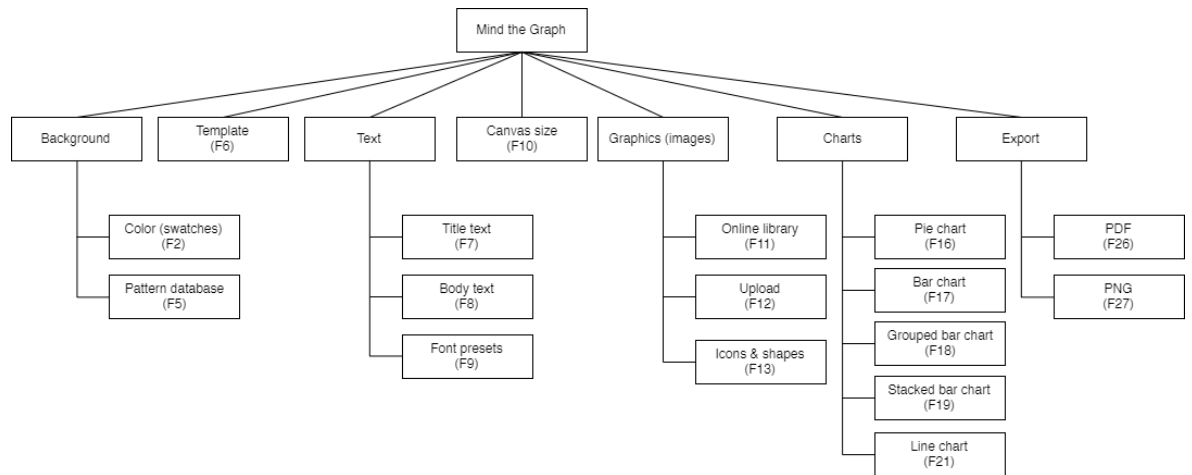 Mind the Graph
Background
Template
(F6)
Text
Canvas size
(F10)
Graphics (images)
Charts
Export
Color (swatches)
(F2)
Pattern database
(F5)
Title text
(F7)
Body text
(F8)
Font presets
(F9)
Online library
(F11)
Upload
(F12)
Icons & shapes
(F13)
Pie chart
(F16)
Bar chart
(F17)
Grouped bar chart
(F18)
Stacked bar chart
(F19)
Line chart
(F21)
PDF
(F26)
PNG
(F27)